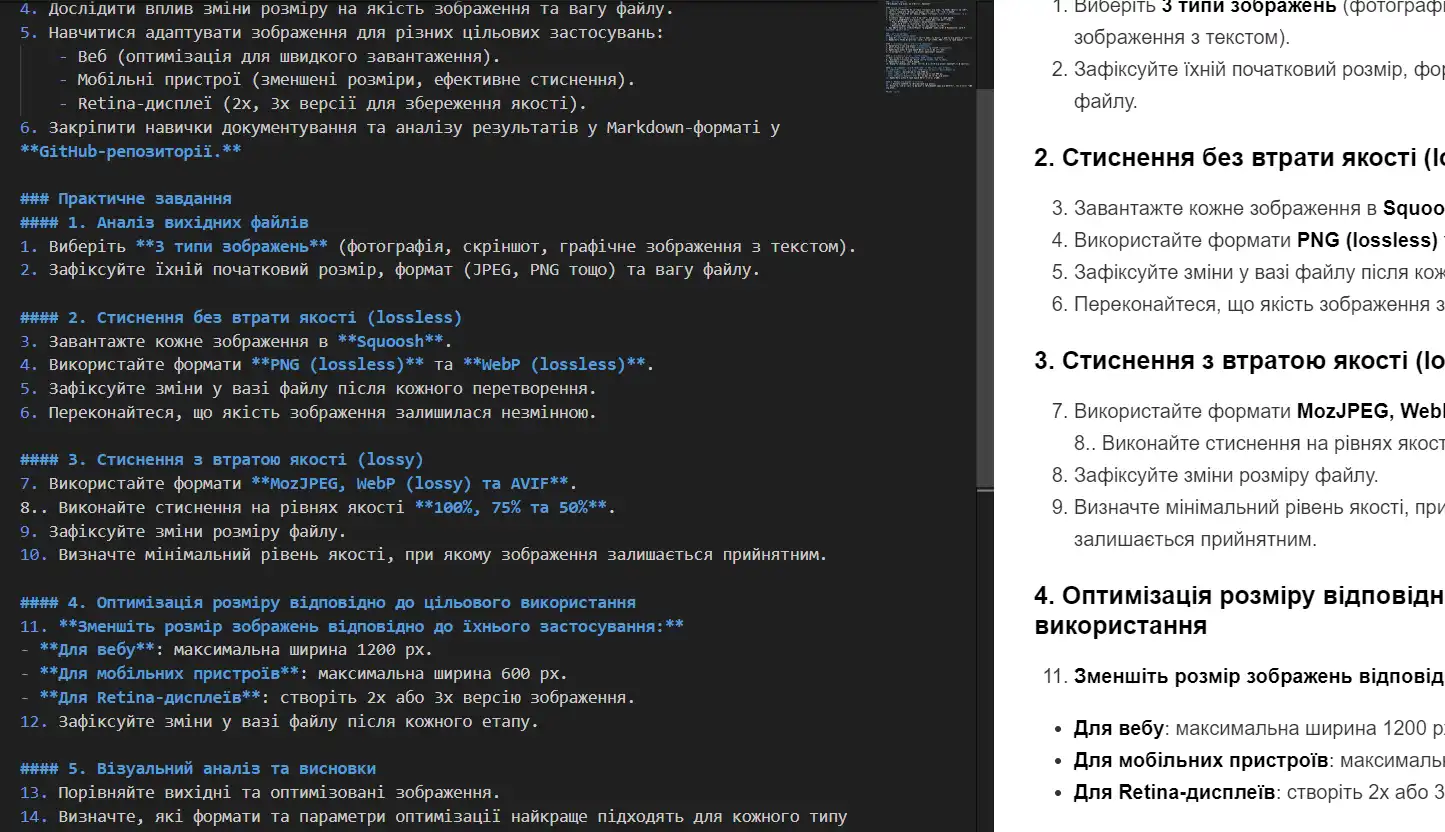 4. Дослідити вплив зміни розміру на якість зображення та вагу файлу.
5. Навчитися адаптувати зображення для різних цільових застосувань:
- Веб (оптимізація для швидкого завантаження).
- Мобільні пристрої (зменшені розміри, ефективне стиснення).
- Retina-дисплеї (2x, 3x версії для збереження якості).
6. Закріпити навички документування та аналізу результатів у Markdown-форматі у
**GitHub-репозиторії.**
### Практичне завдання
#### 1. Аналіз вихідних файлів
1. Виберіть **3 типи зображень** (фотографія, скріншот, графічне зображення з текстом).
2. Зафіксуйте їхній початковий розмір, формат (JPEG, PNG тощо) та вагу файлу.
#### 2. Стиснення без втрати якості (lossless)
3. Завантажте кожне зображення в **Squoosh**.
4. Використайте формати **PNG (lossless)** та **WebP (lossless)**.
5. Зафіксуйте зміни у вазі файлу після кожного перетворення.
6. Переконайтеся, що якість зображення залишилася незмінною.
#### 3. Стиснення з втратою якості (lossy)
7. Використайте формати **MozJPEG, WebP (lossy) та AVIF**.
8.. Виконайте стиснення на рівнях якості **100%, 75% та 50%**.
9. Зафіксуйте зміни розміру файлу.
10. Визначте мінімальний рівень якості, при якому зображення залишається прийнятним.
#### 4. Оптимізація розміру відповідно до цільового використання
11. **Зменшіть розмір зображень відповідно до їхнього застосування:**
- **Для вебу**: максимальна ширина 1200 px.
- **Для мобільних пристроїв**: максимальна ширина 600 px.
- **Для Retina-дисплеїв**: створіть 2x або 3x версію зображення.
12. Зафіксуйте зміни у вазі файлу після кожного етапу.
#### 5. Візуальний аналіз та висновки
13. Порівняйте вихідні та оптимізовані зображення.
14. Визначте, які формати та параметри оптимізації найкраще підходять для кожного типу
1. Виберіть 3 типи зображень (фотографі
зображення з текстом).
2. Зафіксуйте їхній початковий розмір, фор
файлу.
2. Стиснення без втрати якості (lo
3. Завантажте кожне зображення в Squoo
4. Використайте формати PNG (lossless)
5. Зафіксуйте зміни у вазі файлу після кож
6. Переконайтеся, що якість зображення з
3. Стиснення з втратою якості (lo
7. Використайте формати MozJPEG, Web
8.. Виконайте стиснення на рівнях якост
8. Зафіксуйте зміни розміру файлу.
9. Визначте мінімальний рівень якості, при
залишається прийнятним.
4. Оптимізація розміру відповідн
використання
11. Зменшіть розмір зображень відповід
• Для вебу: максимальна ширина 1200 p
• Для мобільних пристроїв: максималь
• Для Retina-дисплеїв: створіть 2x або 3